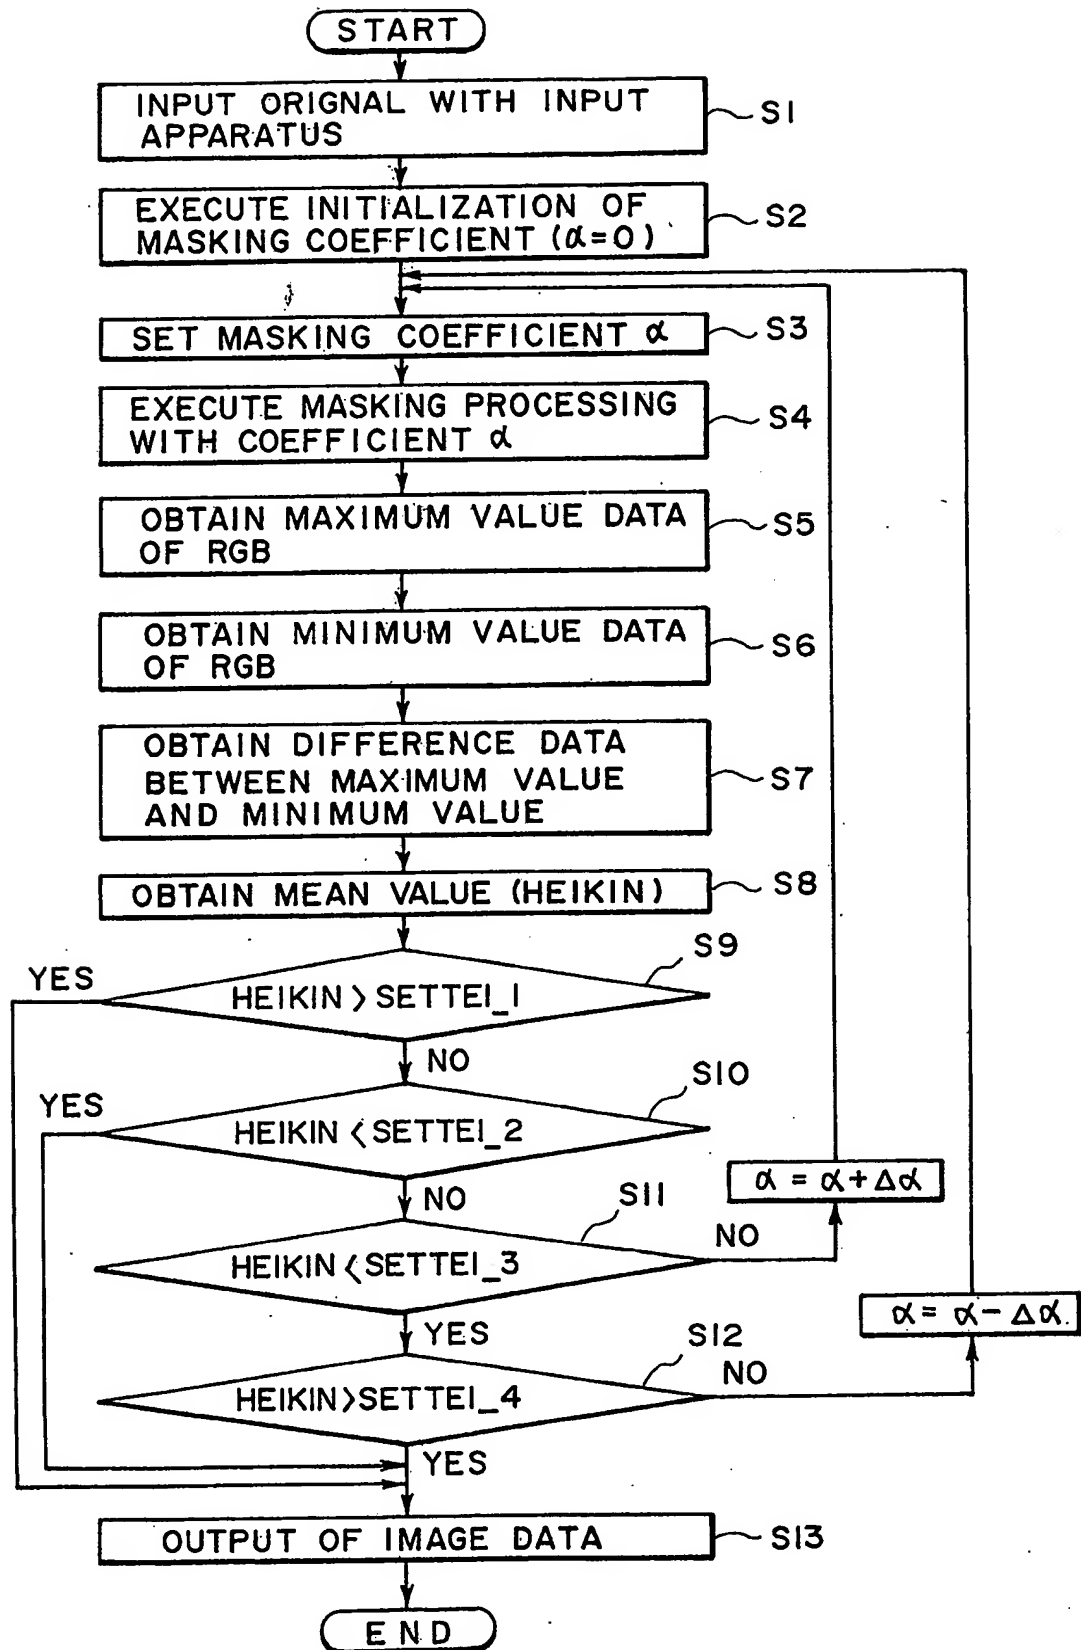 START
INPUT ORIGNAL WITH INPUT
APPARATUS
S1
EXECUTE INITIALIZATION OF
MASKING COEFFICIENT (α=0)
S2
SET MASKING COEFFICIENT α
S3
EXECUTE MASKING PROCESSING
WITH COEFFICIENT α
S4
OBTAIN MAXIMUM VALUE DATA
OF RGB
S5
OBTAIN MINIMUM VALUE DATA
OF RGB
S6
OBTAIN DIFFERENCE DATA
BETWEEN MAXIMUM VALUE
AND MINIMUM VALUE
S7
OBTAIN MEAN VALUE (HEIKIN)
S8
S9
YES
HEIKIN > SETTEI_1
NO
S10
YES
HEIKIN < SETTEI_2
NO
α = α + Δα
S11
NO
HEIKIN < SETTEI_3
YES
α = α - Δα
S12
NO
HEIKIN > SETTEI_4
YES
OUTPUT OF IMAGE DATA
S13
END